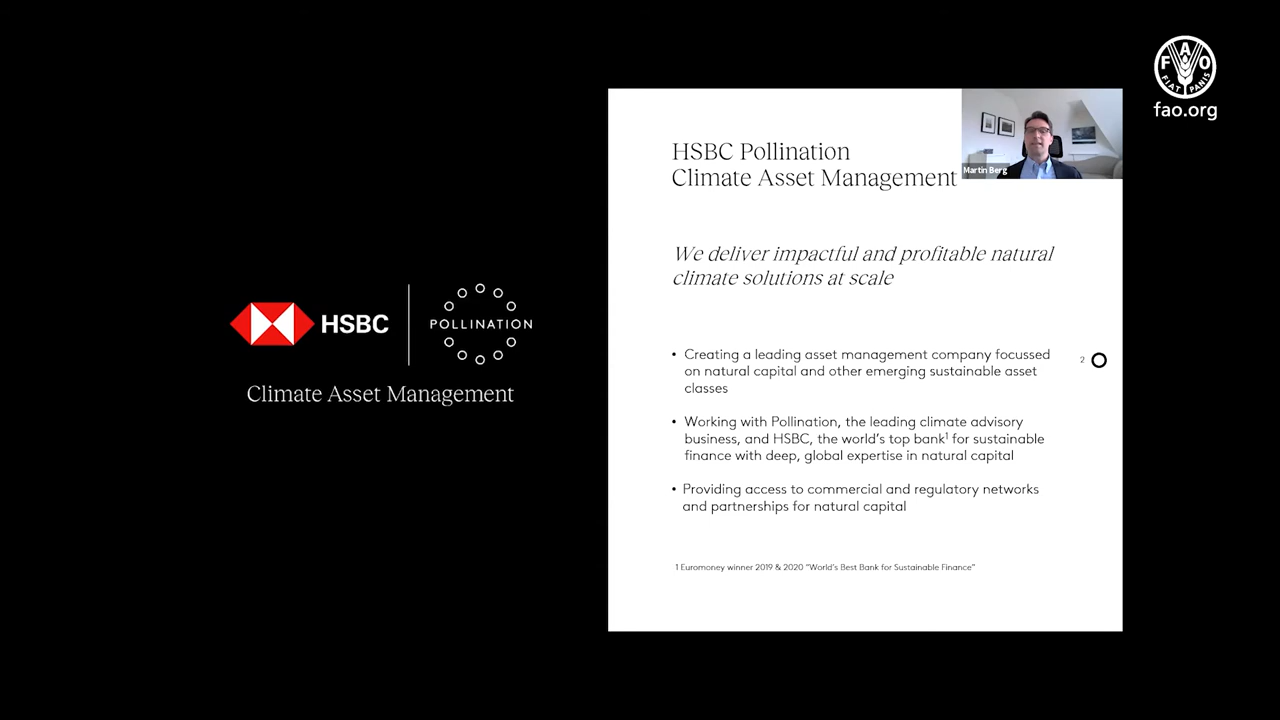 FAO
FIAT PANIS
fao.org
HSBC
POLLINATION
Climate Asset Management
HSBC Pollination
Climate Asset Management
Martin Berg
We deliver impactful and profitable natural
climate solutions at scale
• Creating a leading asset management company focussed
on natural capital and other emerging sustainable asset
classes
• Working with Pollination, the leading climate advisory
business, and HSBC, the world's top bank¹ for sustainable
finance with deep, global expertise in natural capital
• Providing access to commercial and regulatory networks
and partnerships for natural capital
2
1 Euromoney winner 2019 & 2020 "World's Best Bank for Sustainable Finance"